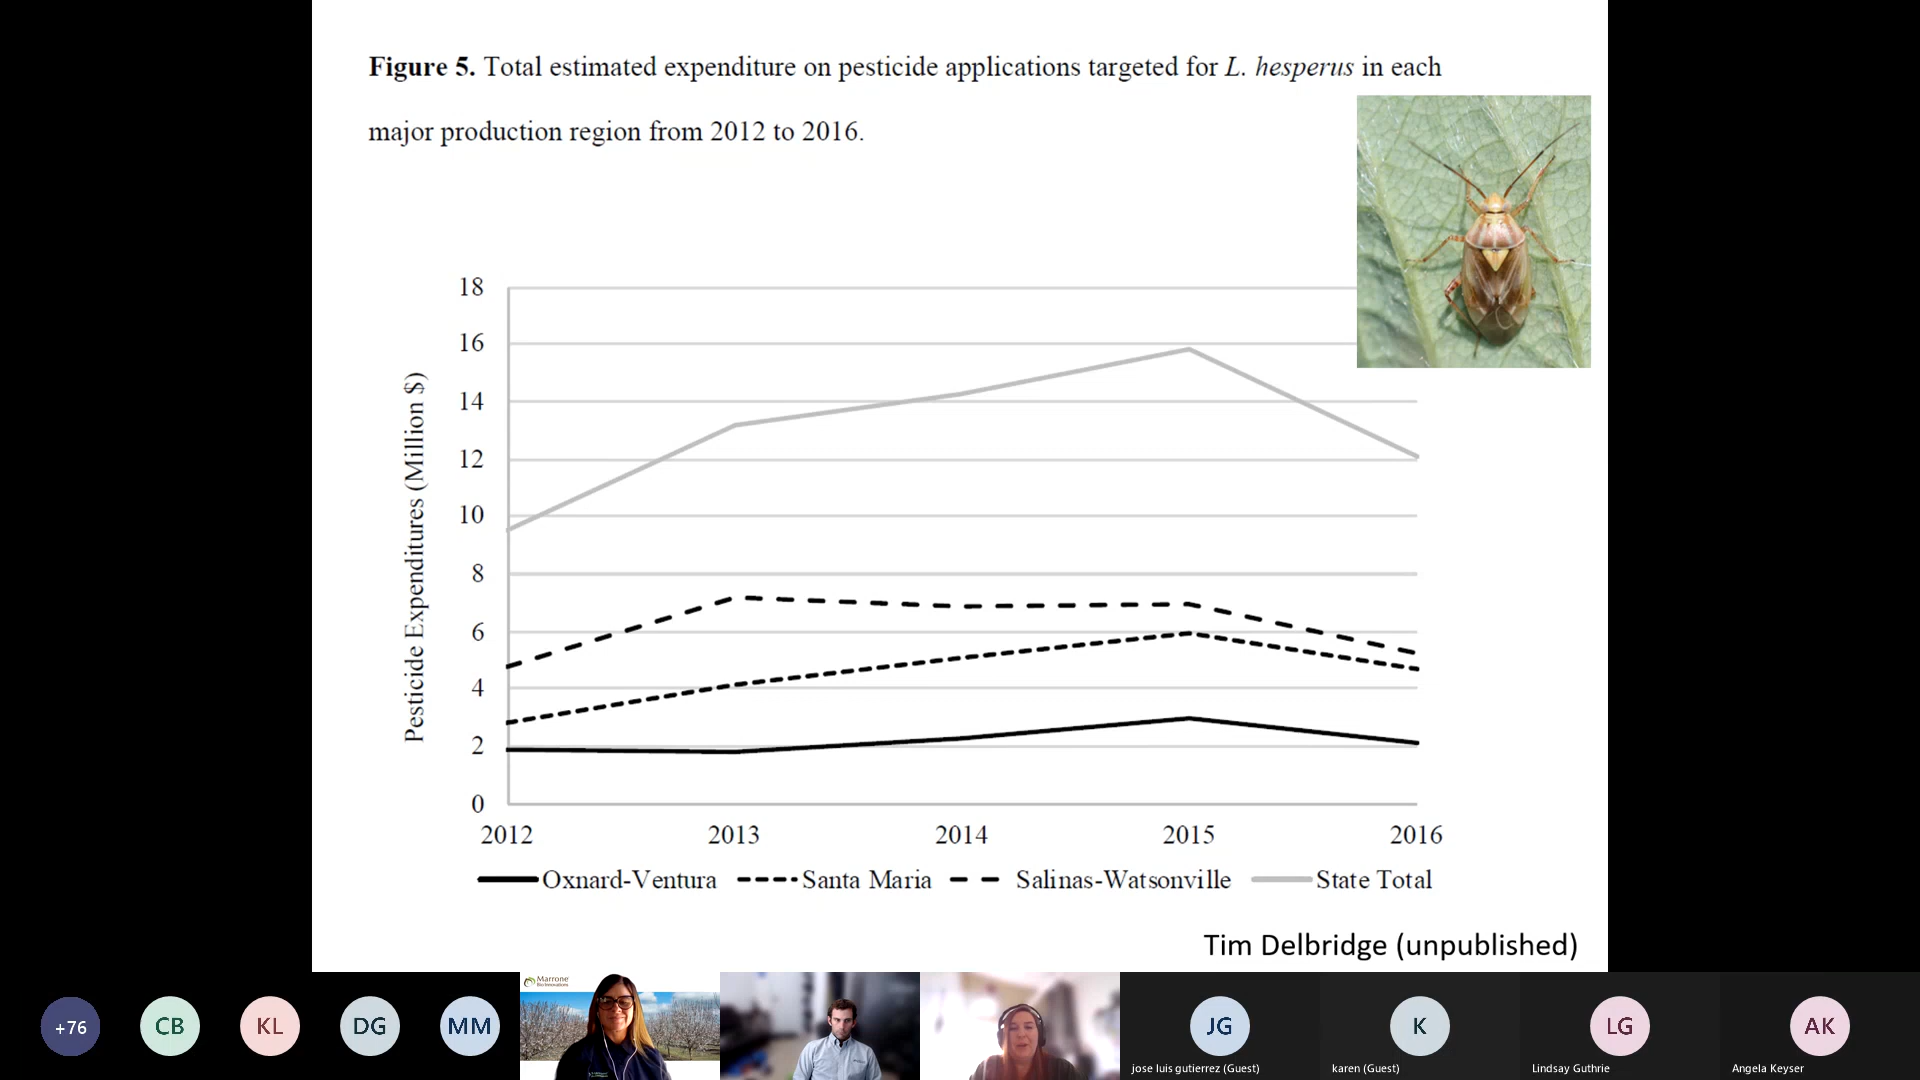 Figure 5. Total estimated expenditure on pesticide applications targeted for L. hesperus in each
major production region from 2012 to 2016.
Pesticide Expenditures (Million $)
18
16
14
12
10
8
6
4
2
0
2012 2013 2014 2015 2016
Oxnard-Ventura Santa Maria Salinas-Watsonville State Total
Tim Delbridge (unpublished)
+76 CB KL DG MM JG K LG AK
Marrone
Bio Innovations
jose luis gutierrez (Guest) karen (Guest) Lindsay Guthrie Angela Keyser